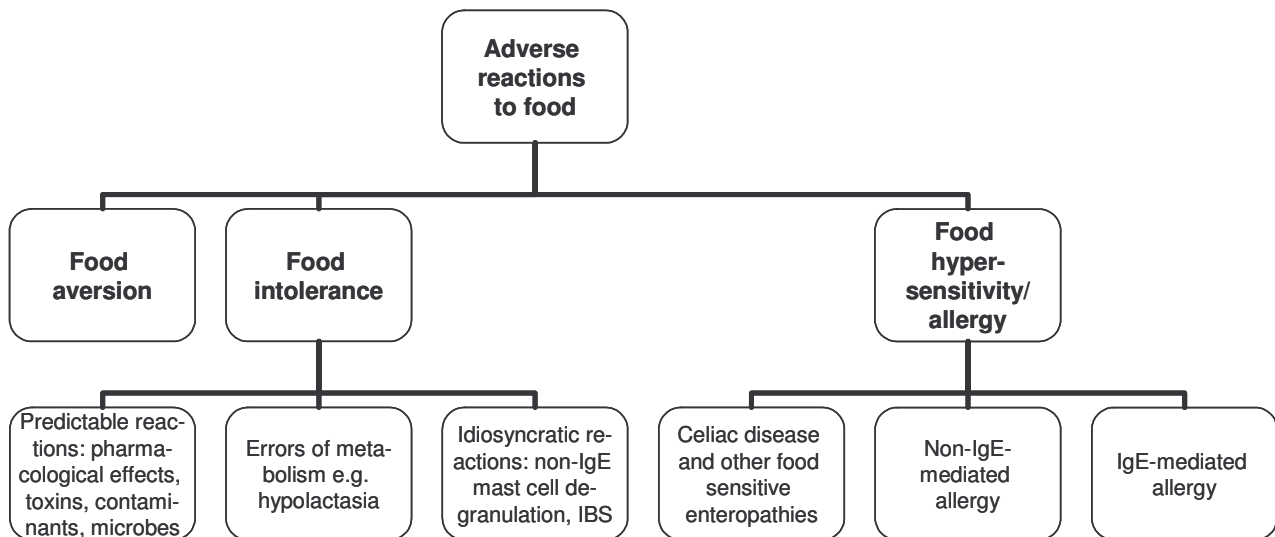 Adverse
reactions
to food
Food
aversion
Food
intolerance
Food
hyper-
sensitivity/
allergy
Predictable reac-
tions: pharma-
cological effects,
toxins, contami-
nants, microbes
Errors of meta-
bolism e.g.
hypolactasia
Idiosyncratic re-
actions: non-IgE
mast cell de-
granulation, IBS
Celiac disease
and other food
sensitive
enteropathies
Non-IgE-
mediated
allergy
IgE-mediated
allergy